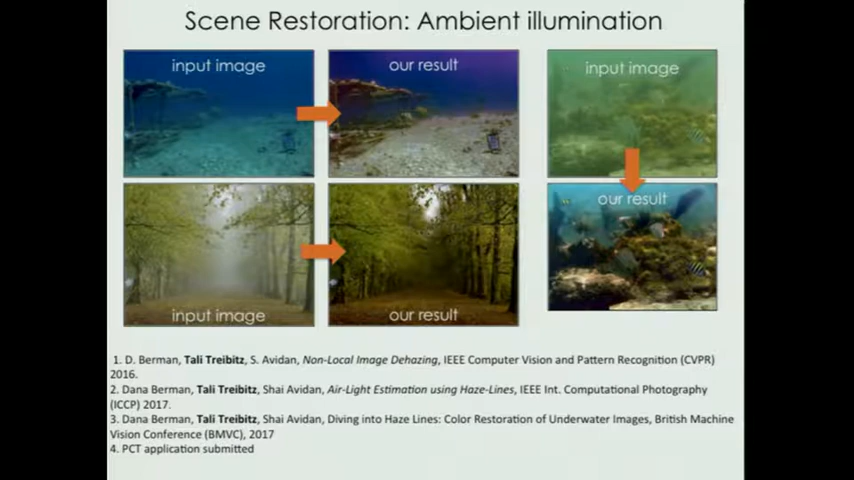 Scene Restoration: Ambient illumination
input image
our result
input image
input image
our result
our result
1. D. Berman, Tali Treibitz, S. Avidan, Non-Local Image Dehazing, IEEE Computer Vision and Pattern Recognition (CVPR)
2016.
2. Dana Berman, Tali Treibitz, Shai Avidan, Air-Light Estimation using Haze-Lines, IEEE Int. Computational Photography
(ICCP) 2017.
3. Dana Berman, Tali Treibitz, Shai Avidan, Diving into Haze Lines: Color Restoration of Underwater Images, British Machine
Vision Conference (BMVC), 2017
4. PCT application submitted